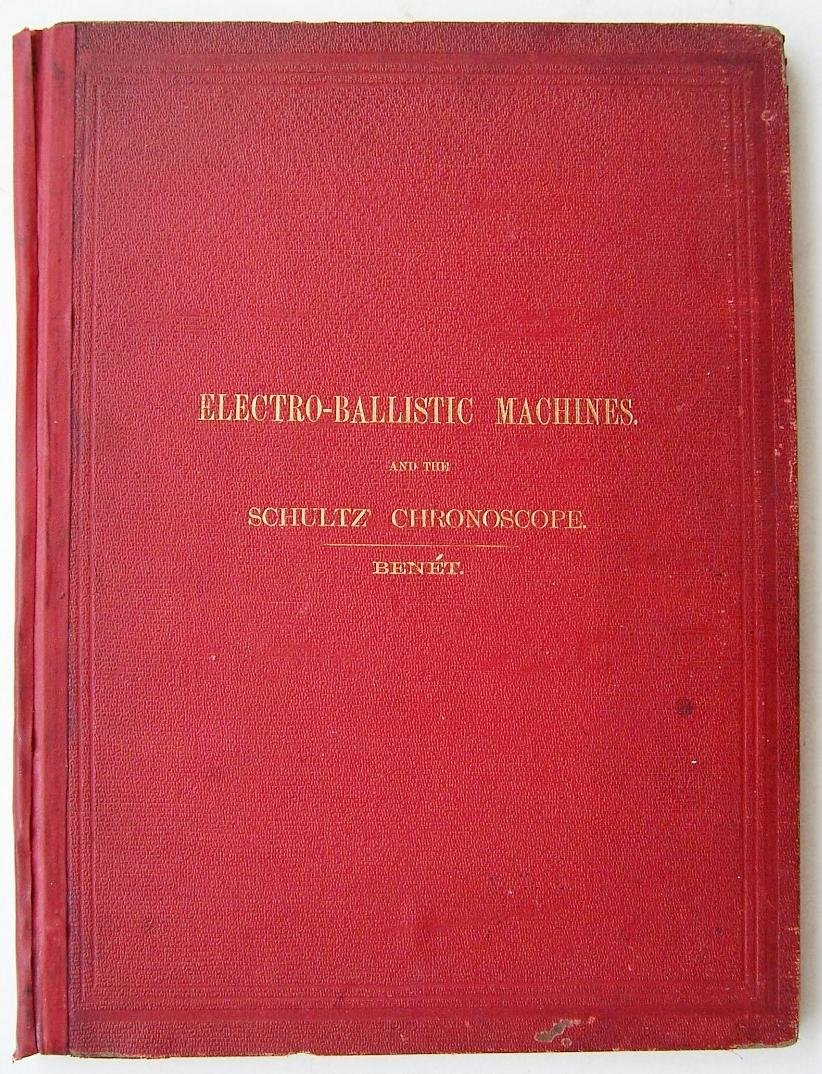 ELECTRO-BALLISTIC MACHINES.
AND THE
SCHULTZ' CHRONOSCOPE.
BENÉT.